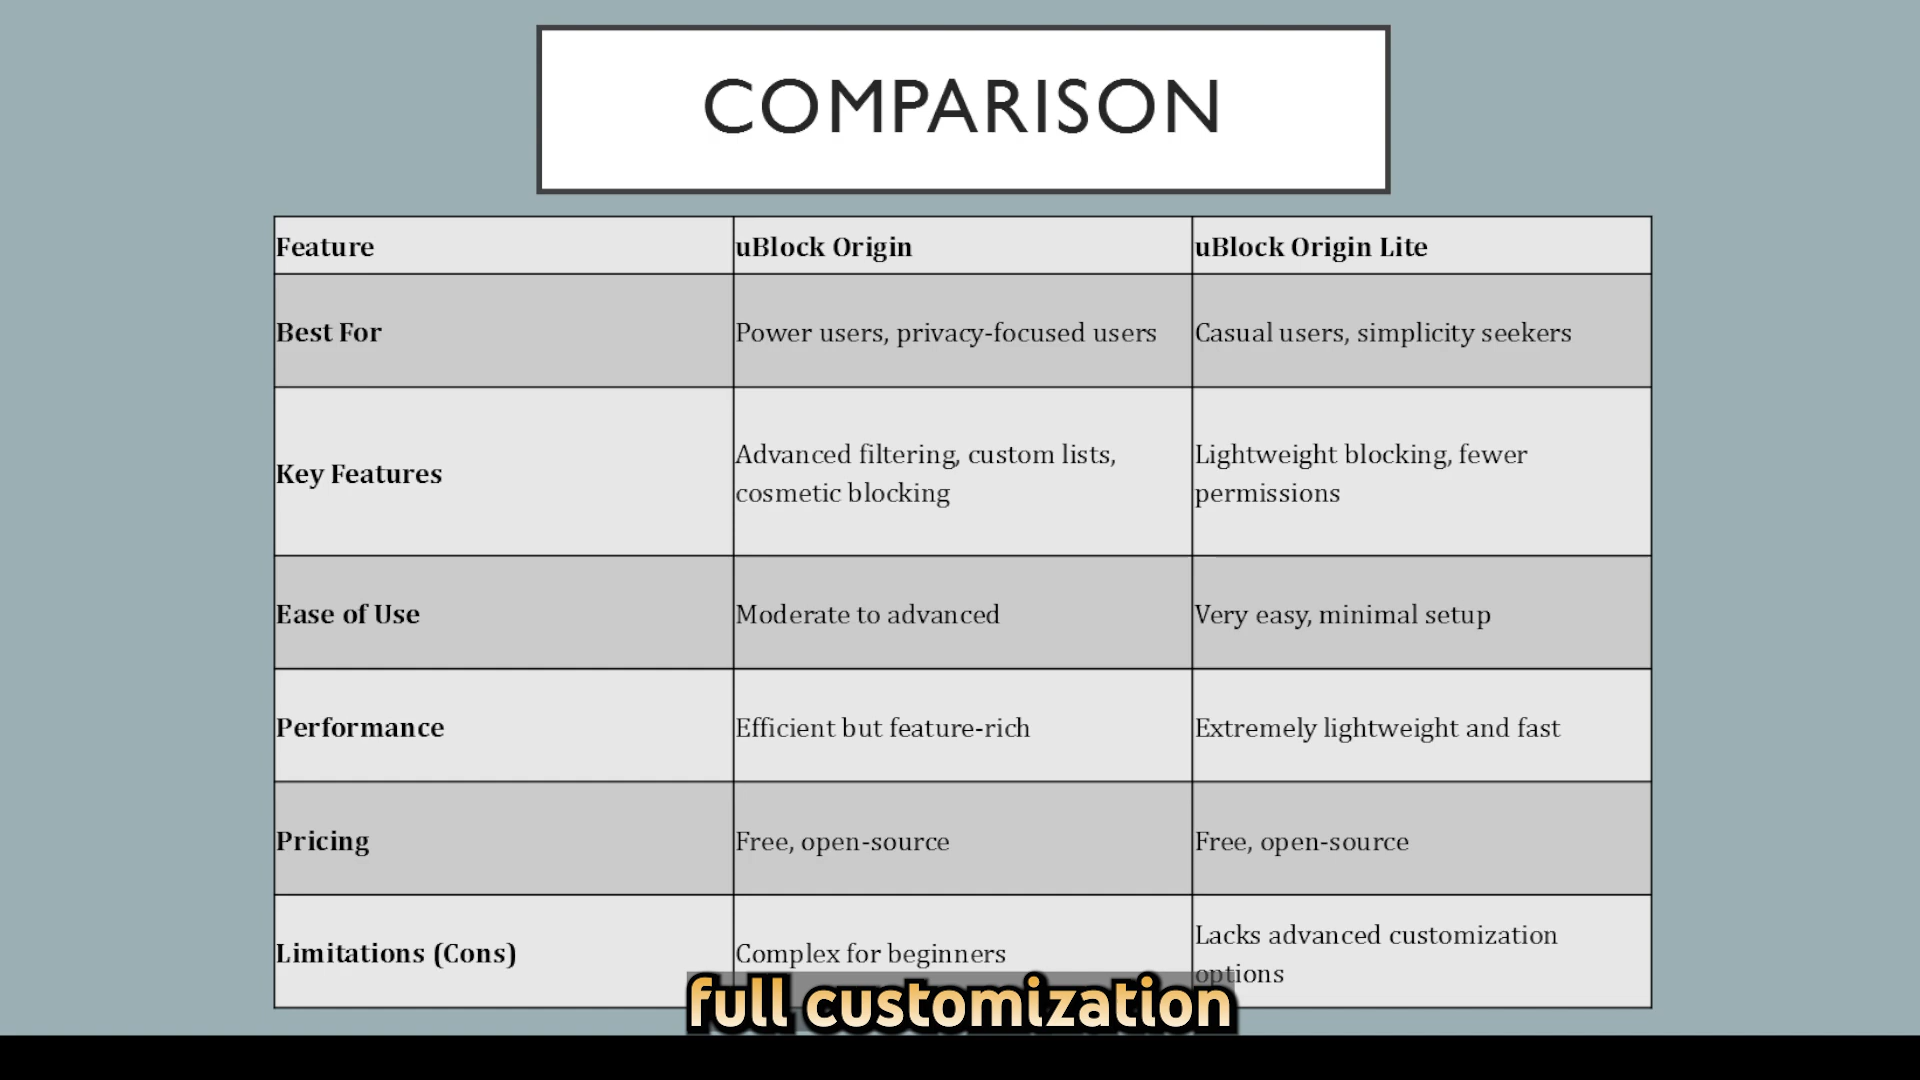 COMPARISON
Feature
uBlock Origin
uBlock Origin Lite
Best For
Power users, privacy-focused users
Casual users, simplicity seekers
Key Features
Advanced filtering, custom lists,
cosmetic blocking
Lightweight blocking, fewer
permissions
Ease of Use
Moderate to advanced
Very easy, minimal setup
Performance
Efficient but feature-rich
Extremely lightweight and fast
Pricing
Free, open-source
Free, open-source
Limitations (Cons)
Complex for beginners
Lacks advanced customization
options
full customization